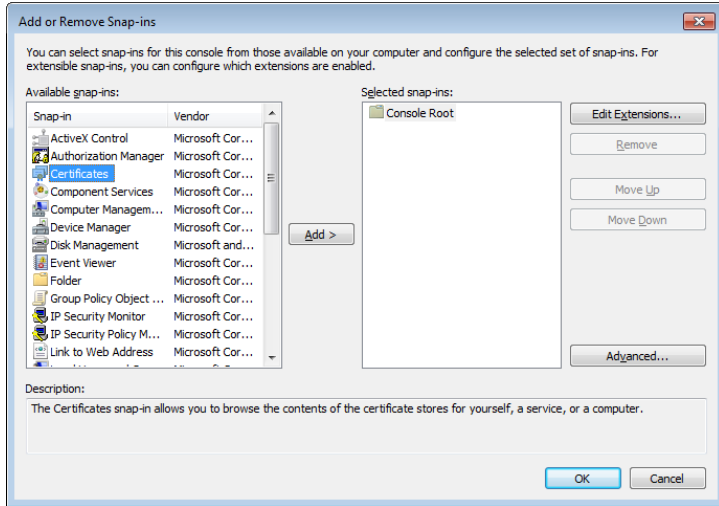 Add or Remove Snap-ins
You can select snap-ins for this console from those available on your computer and configure the selected set of snap-ins. For
extensible snap-ins, you can configure which extensions are enabled.
Available snap-ins:
Selected snap-ins:
Snap-in Vendor
Console Root
Edit Extensions...
ActiveX Control Microsoft Cor...
Authorization Manager Microsoft Cor...
Remove
Certificates Microsoft Cor...
Component Services Microsoft Cor...
Move Up
Computer Managem... Microsoft Cor...
Device Manager Microsoft Cor...
Move Down
Add >
Disk Management Microsoft and...
Event Viewer Microsoft Cor...
Folder Microsoft Cor...
Group Policy Object ... Microsoft Cor...
IP Security Monitor Microsoft Cor...
IP Security Policy M... Microsoft Cor...
Link to Web Address Microsoft Cor...
Advanced...
Description:
The Certificates snap-in allows you to browse the contents of the certificate stores for yourself, a service, or a computer.
OK Cancel